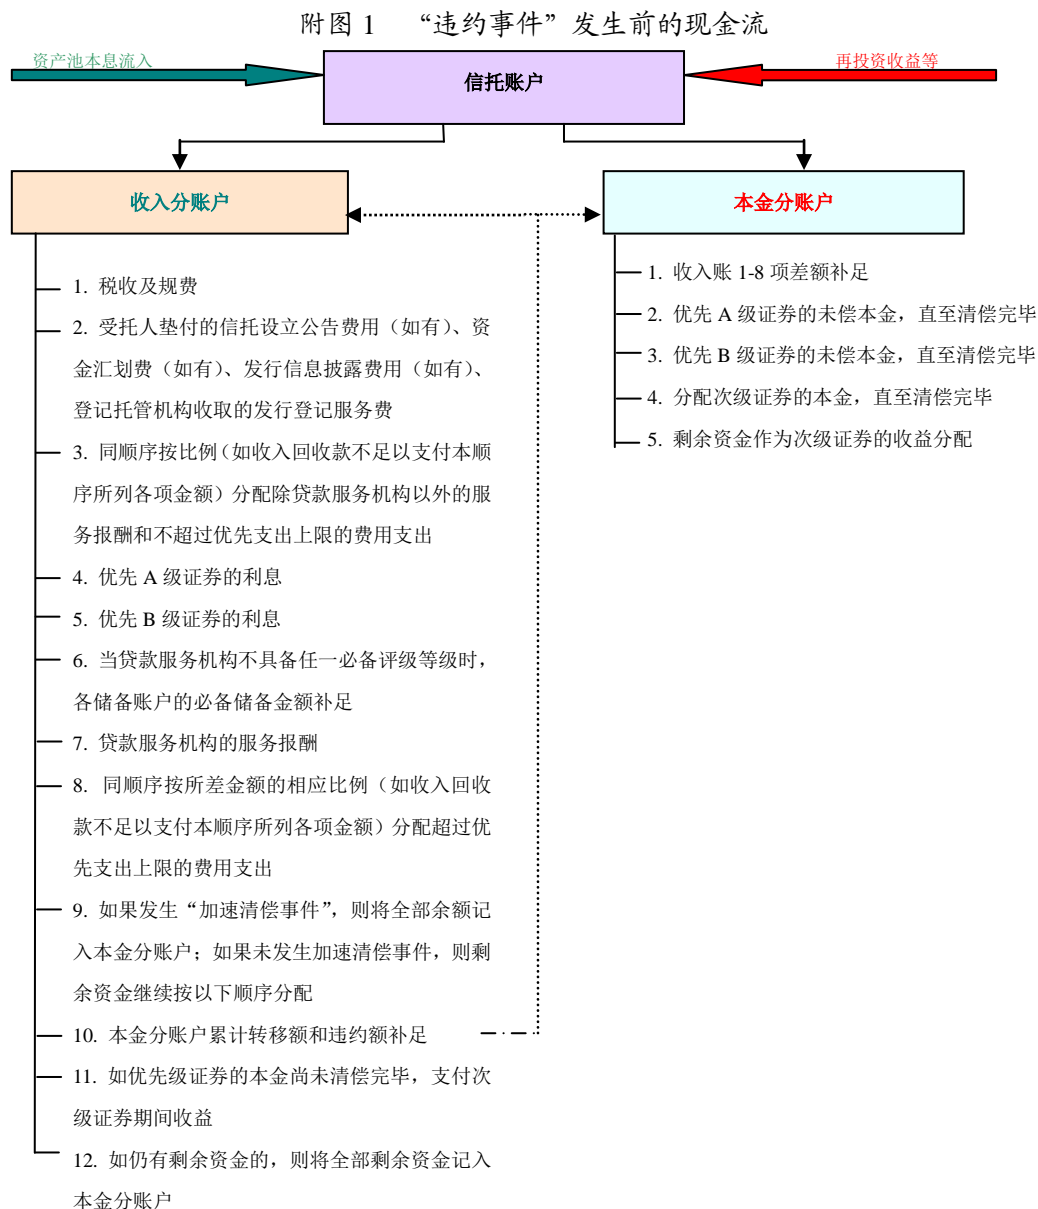 附图 1 “违约事件”发生前的现金流
资产池本息流入
再投资收益等
信托账户
收入分账户
1. 税收及规费
2. 受托人垫付的信托设立公告费用（如有）、资
金汇划费（如有）、发行信息披露费用（如有）、
登记托管机构收取的发行登记服务费
3. 同顺序按比例（如收入回收款不足以支付本顺
序所列各项金额）分配除贷款服务机构以外的服
务报酬和不超过优先支出上限的费用支出
4. 优先 A 级证券的利息
5. 优先 B 级证券的利息
6. 当贷款服务机构不具备任一必备评级等级时，
各储备账户的必备储备金额补足
7. 贷款服务机构的服务报酬
8. 同顺序按所差金额的相应比例（如收入回收
款不足以支付本顺序所列各项金额）分配超过优
先支出上限的费用支出
9. 如果发生“加速清偿事件”，则将全部余额记
入本金分账户；如果未发生加速清偿事件，则剩
余资金继续按以下顺序分配
10. 本金分账户累计转移额和违约额补足
11. 如优先级证券的本金尚未清偿完毕，支付次
级证券期间收益
12. 如仍有剩余资金的，则将全部剩余资金记入
本金分账户
本金分账户
1. 收入账 1-8 项差额补足
2. 优先 A 级证券的未偿本金，直至清偿完毕
3. 优先 B 级证券的未偿本金，直至清偿完毕
4. 分配次级证券的本金，直至清偿完毕
5. 剩余资金作为次级证券的收益分配